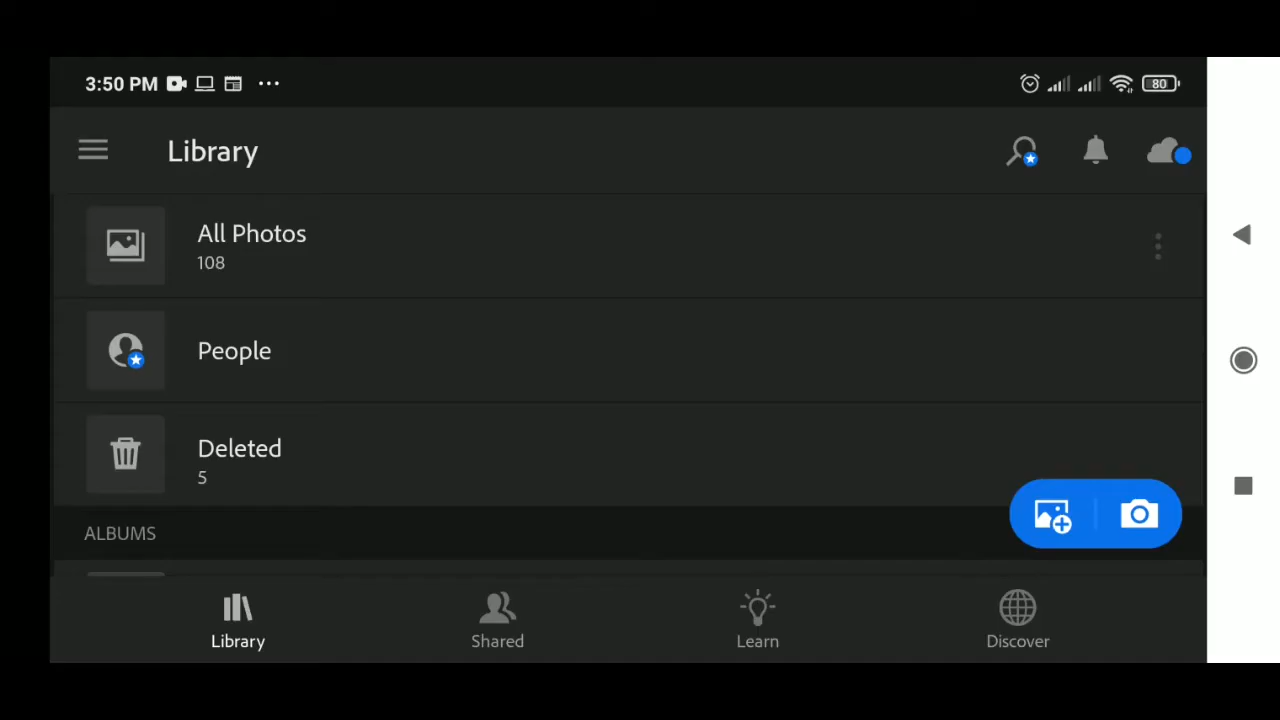 3:50 PM
80
Library
All Photos
108
People
Deleted
5
ALBUMS
Library
Shared
Learn
Discover